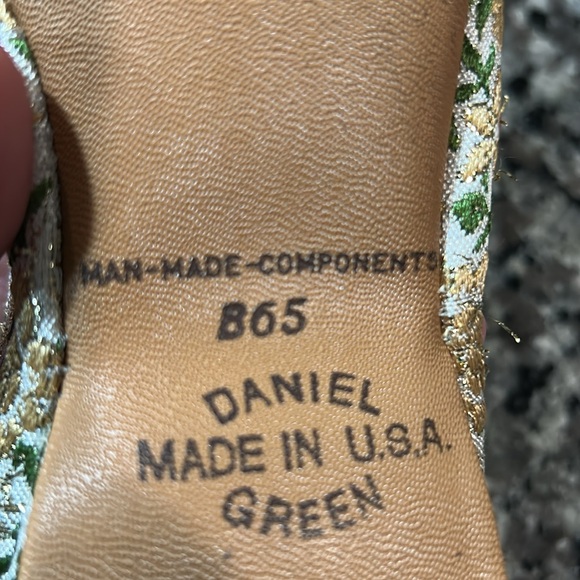 MAN-MADE-COMPONENTS
B65
DANIEL
MADE IN U.S.A.
GREEN